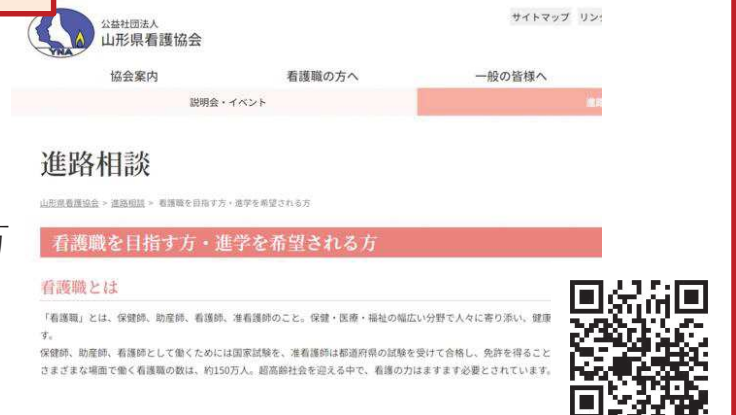 公益社団法人
山形県看護協会
YNA
サイトマップ リン
協会案内 看護職の方へ 一般の皆様へ
説明会・イベント 進路
進路相談
山形県看護協会 > 進路相談 > 看護職を目指す方・進学を希望される方
看護職を目指す方・進学を希望される方
看護職とは
「看護職」とは、保健師、助産師、看護師、准看護師のこと。保健・医療・福祉の幅広い分野で人々に寄り添い、健康
す。
保健師、助産師、看護師として働くためには国家試験を、准看護師は都道府県の試験を受けて合格し、免許を得ること
さまざまな場面で働く看護職の数は、約150万人。超高齢社会を迎える中で、看護の力はますます必要とされています。